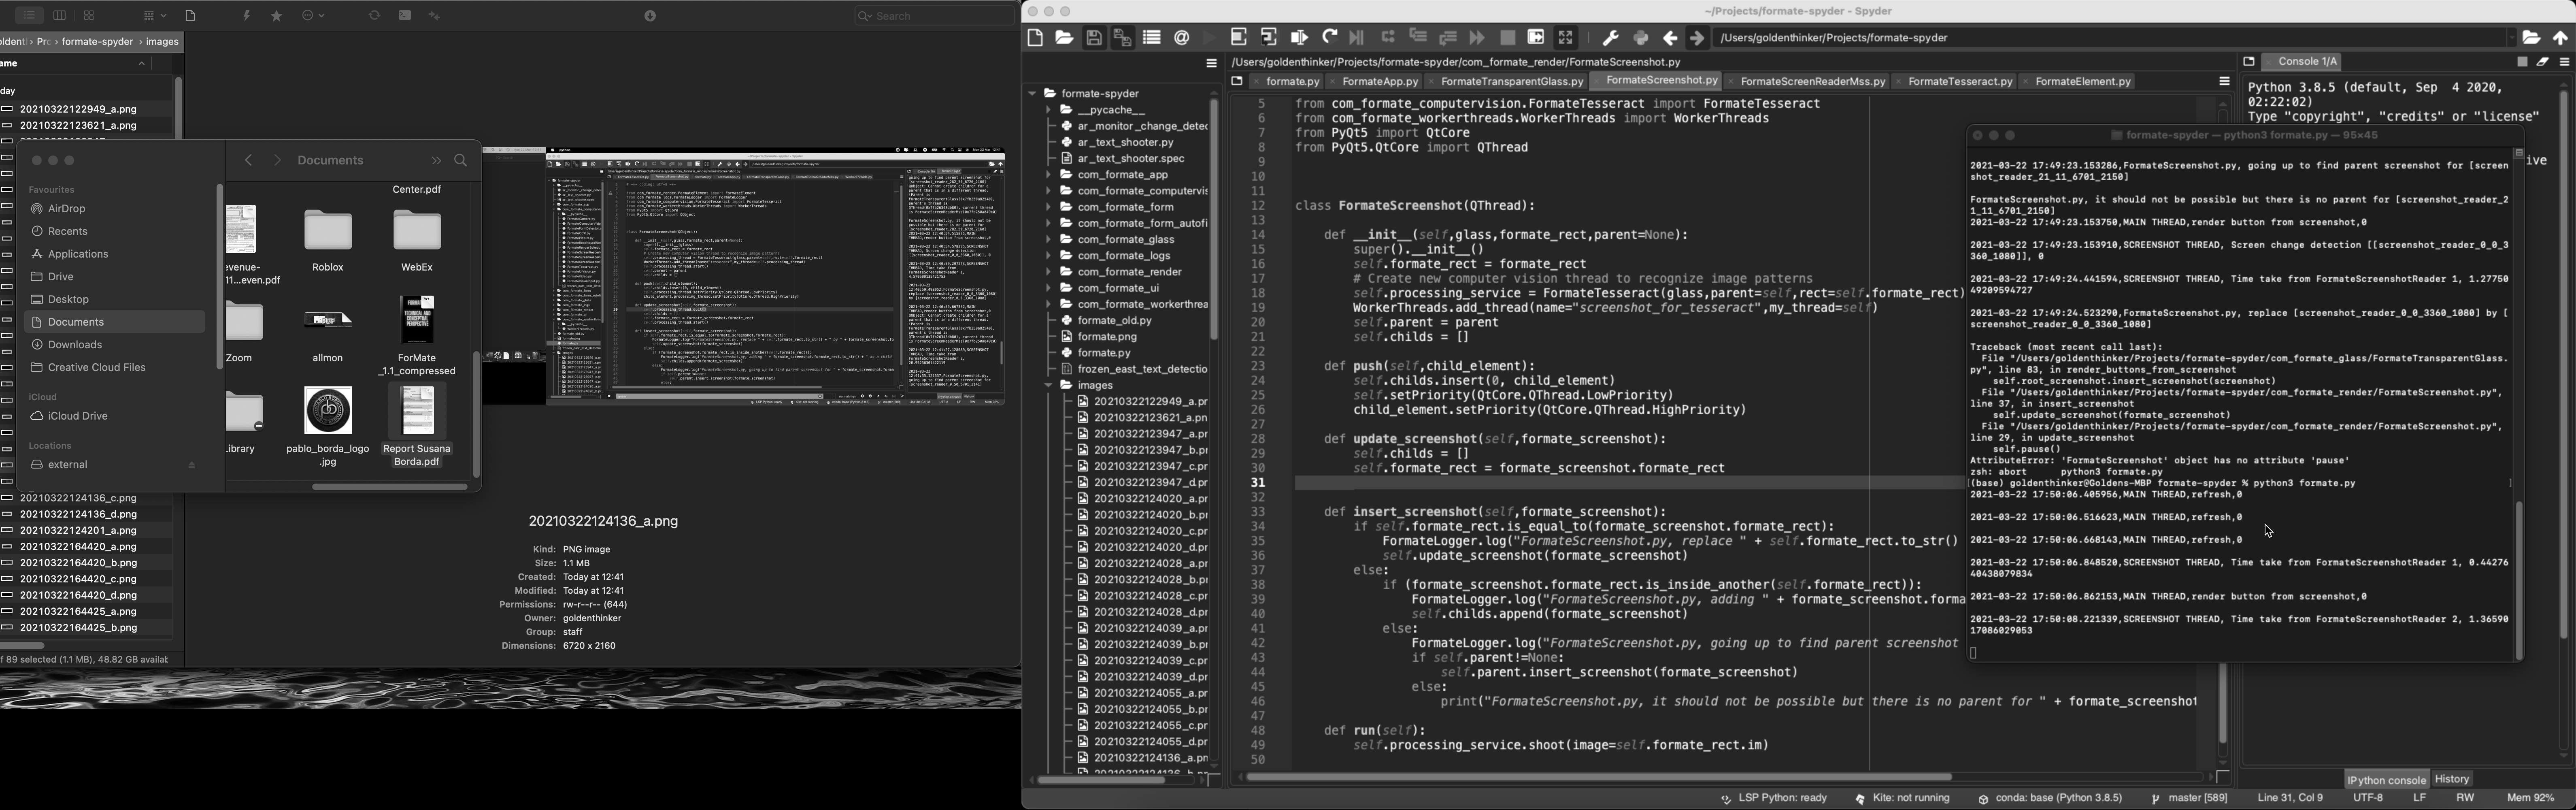 Search
Pro
formate-spyder
images
ame
day
20210322122949_a.png
20210322123621_a.png
20210322124136_c.png
20210322124136_d.png
20210322124201_a.png
20210322164420_a.png
20210322164420_b.png
20210322164420_c.png
20210322164420_d.png
20210322164425_a.png
20210322164425_b.png
f 89 selected (1.1 MB), 48.82 GB availat
Documents
Favourites
AirDrop
Recents
Applications
Drive
Desktop
Documents
Downloads
Creative Cloud Files
iCloud
iCloud Drive
Locations
external
Center.pdf
evenue-
11...even.pdf
Roblox
WebEx
Zoom
allmon
ForMate
_1.1_compressed
ibrary
pablo_borda_logo
.jpg
Report Susana
Borda.pdf
20210322124136_a.png
Kind: PNG image
Size: 1.1 MB
Created: Today at 12:41
Modified: Today at 12:41
Permissions: rw-r--r-- (644)
Owner: goldenthinker
Group: staff
Dimensions: 6720 x 2160
~/Projects/formate-spyder - Spyder
/Users/goldenthinker/Projects/formate-spyder
/Users/goldenthinker/Projects/formate-spyder/com_formate_render/FormateScreenshot.py
formate.py
FormateApp.py
FormateTransparentGlass.py
FormateScreenshot.py
FormateScreenReaderMss.py
FormateTesseract.py
FormateElement.py
formate-spyder
__pycache__
ar_monitor_change_detec
ar_text_shooter.py
ar_text_shooter.spec
com_formate_app
com_formate_computervis
com_formate_form
com_formate_form_autofi
com_formate_glass
com_formate_logs
com_formate_render
com_formate_ui
com_formate_workerthrea
formate_old.py
formate.png
formate.py
frozen_east_text_detectio
images
20210322122949_a.pr
20210322123621_a.pn
20210322123947_a.pr
20210322123947_b.pr
20210322123947_c.pr
20210322123947_d.pr
20210322124020_a.pr
20210322124020_b.pr
20210322124020_c.pr
20210322124020_d.pr
20210322124028_a.pr
20210322124028_b.pr
20210322124028_c.pr
20210322124028_d.pr
20210322124039_a.pr
20210322124039_b.pr
20210322124039_c.pr
20210322124039_d.pr
20210322124055_a.pr
20210322124055_b.pr
20210322124055_c.pr
20210322124055_d.pr
20210322124136_a.pn
5 from com_formate_computervision.FormateTesseract import FormateTesseract
6 from com_formate_workerthreads.WorkerThreads import WorkerThreads
7 from PyQt5 import QtCore
8 from PyQt5.QtCore import QThread
9
10
11
12 class FormateScreenshot(QThread):
13
14 def __init__(self,glass,formate_rect,parent=None):
15 super().__init__()
16 self.formate_rect = formate_rect
17 # Create new computer vision thread to recognize image patterns
18 self.processing_service = FormateTesseract(glass,parent=self,rect=self.formate_rect)
19 WorkerThreads.add_thread(name="screenshot_for_tesseract",my_thread=self)
20 self.parent = parent
21 self.childs = []
22
23 def push(self,child_element):
24 self.childs.insert(0, child_element)
25 self.setPriority(QtCore.QThread.LowPriority)
26 child_element.setPriority(QtCore.QThread.HighPriority)
27
28 def update_screenshot(self,formate_screenshot):
29 self.childs = []
30 self.formate_rect = formate_screenshot.formate_rect
31
32
33 def insert_screenshot(self,formate_screenshot):
34 if self.formate_rect.is_equal_to(formate_screenshot.formate_rect):
35 FormateLogger.log("FormateScreenshot.py, replace " + self.formate_rect.to_str()
36 self.update_screenshot(formate_screenshot)
37 else:
38 if (formate_screenshot.formate_rect.is_inside_another(self.formate_rect)):
39 FormateLogger.log("FormateScreenshot.py, adding " + formate_screenshot.forma
40 self.childs.append(formate_screenshot)
41 else:
42 FormateLogger.log("FormateScreenshot.py, going up to find parent screenshot
43 if self.parent!=None:
44 self.parent.insert_screenshot(formate_screenshot)
45 else:
46 print("FormateScreenshot.py, it should not be possible but there is no parent for " + formate_screenshot
47
48 def run(self):
49 self.processing_service.shoot(image=self.formate_rect.im)
50
Console 1/A
Python 3.8.5 (default, Sep 4 2020,
02:22:02)
Type "copyright", "credits" or "license"
ive
formate-spyder — python3 formate.py — 95×45
2021-03-22 17:49:23.153286,FormateScreenshot.py, going up to find parent screenshot for [screen
shot_reader_21_11_6701_2150]
FormateScreenshot.py, it should not be possible but there is no parent for [screenshot_reader_2
1_11_6701_2150]
2021-03-22 17:49:23.153750,MAIN THREAD,render button from screenshot,0
2021-03-22 17:49:23.153910,SCREENSHOT THREAD, Screen change detection [[screenshot_reader_0_0_3
360_1080]], 0
2021-03-22 17:49:24.441594,SCREENSHOT THREAD, Time take from FormateScreenshotReader 1, 1.27750
49209594727
2021-03-22 17:49:24.523290,FormateScreenshot.py, replace [screenshot_reader_0_0_3360_1080] by [
screenshot_reader_0_0_3360_1080]
Traceback (most recent call last):
File "/Users/goldenthinker/Projects/formate-spyder/com_formate_glass/FormateTransparentGlass.
py", line 83, in render_buttons_from_screenshot
self.root_screenshot.insert_screenshot(screenshot)
File "/Users/goldenthinker/Projects/formate-spyder/com_formate_render/FormateScreenshot.py",
line 37, in insert_screenshot
self.update_screenshot(formate_screenshot)
File "/Users/goldenthinker/Projects/formate-spyder/com_formate_render/FormateScreenshot.py",
line 29, in update_screenshot
self.pause()
AttributeError: 'FormateScreenshot' object has no attribute 'pause'
zsh: abort python3 formate.py
(base) goldenthinker@Goldens-MBP formate-spyder % python3 formate.py
2021-03-22 17:50:06.405956,MAIN THREAD,refresh,0
2021-03-22 17:50:06.516623,MAIN THREAD,refresh,0
2021-03-22 17:50:06.668143,MAIN THREAD,refresh,0
2021-03-22 17:50:06.848520,SCREENSHOT THREAD, Time take from FormateScreenshotReader 1, 0.44276
40438079834
2021-03-22 17:50:06.862153,MAIN THREAD,render button from screenshot,0
2021-03-22 17:50:08.221339,SCREENSHOT THREAD, Time take from FormateScreenshotReader 2, 1.36590
17086029053
IPython console
History
LSP Python: ready
Kite: not running
conda: base (Python 3.8.5)
master [589]
Line 31, Col 9
UTF-8
LF
RW
Mem 92%